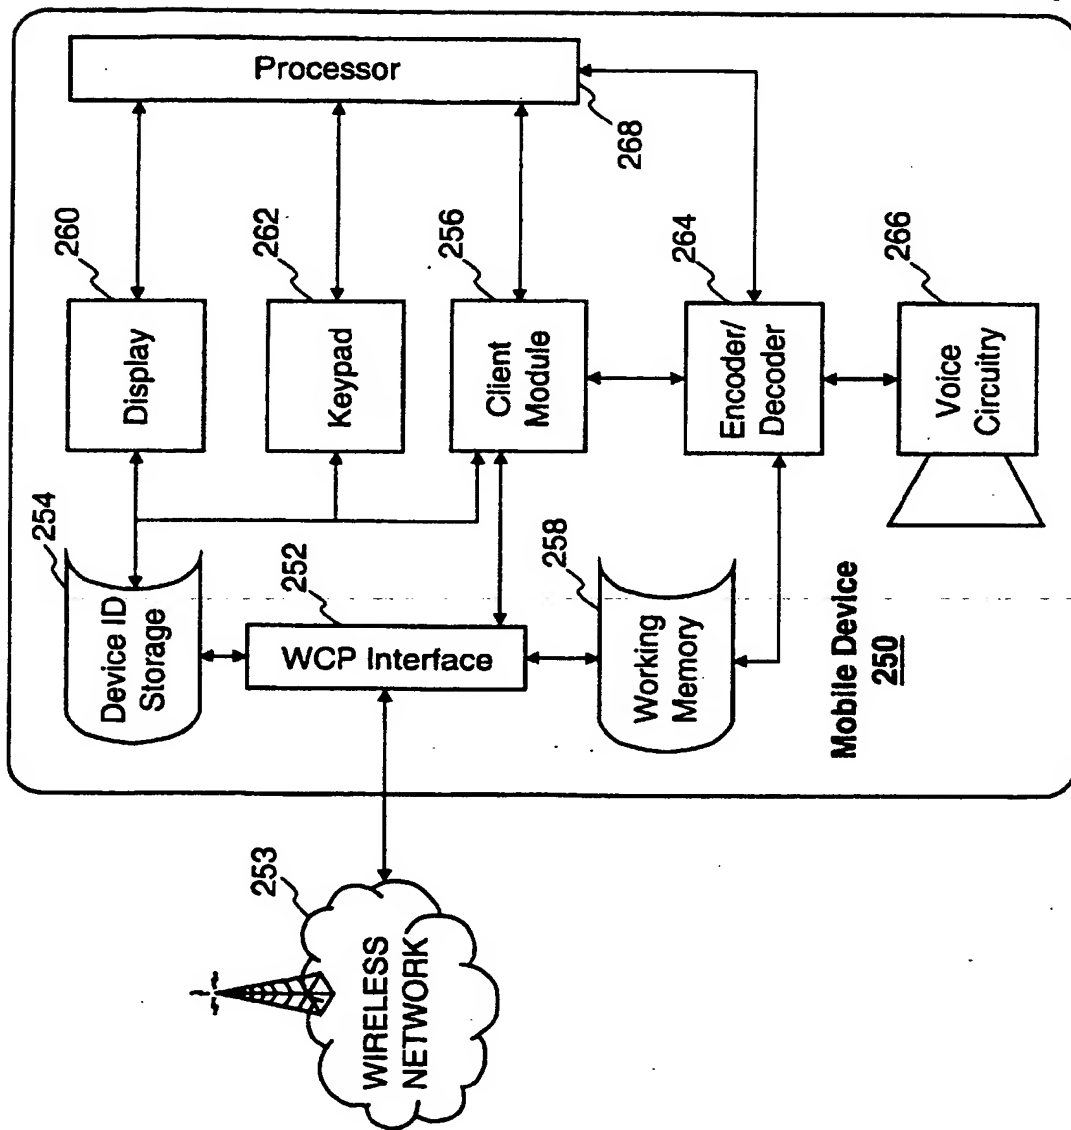 Processor
268
260
262
256
264
266
Display
Keypad
Client
Module
Encoder/
Decoder
Voice
Circuitry
254
252
258
Device ID
Storage
WCP Interface
Working
Memory
Mobile Device
250
253
WIRELESS
NETWORK